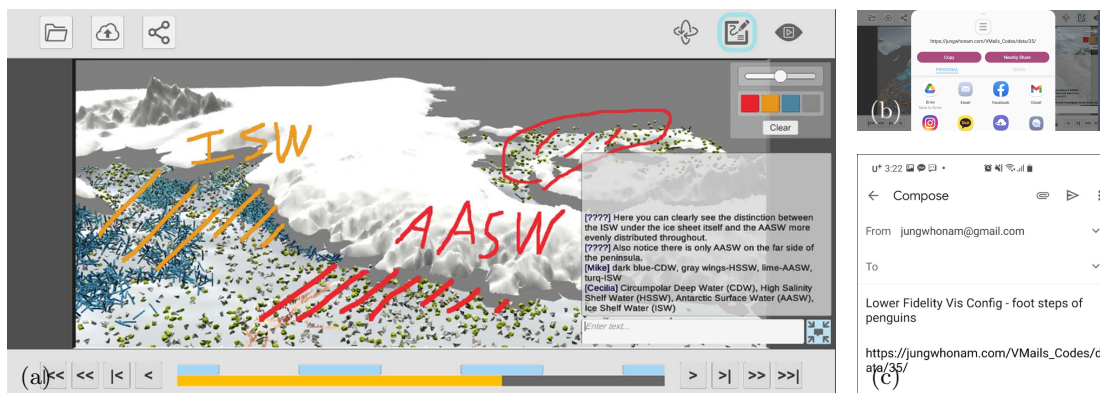 ISW
AASW
Clear
[????] Here you can clearly see the distinction between
the ISW under the ice sheet itself and the AASW more
evenly distributed throughout.
[????] Also notice there is only AASW on the far side of
the peninsula.
[Mike] dark blue-CDW, gray wings-HSSW, lime-AASW,
turq-ISW
[Cecilia] Circumpolar Deep Water (CDW), High Salinity
Shelf Water (HSSW), Antarctic Surface Water (AASW),
Ice Shelf Water (ISW)
Enter text...
(a)
<< << |< <
> >| >> >>|
https://jungwhonam.com/VMails_Codes/data/35/
Copy Nearby Share
PERSONAL
Drive Email Facebook Gmail
Save to Drive
(b)
U+ 3:22
Compose
From jungwhonam@gmail.com
To
Lower Fidelity Vis Config - foot steps of
penguins
https://jungwhonam.com/VMails_Codes/d
ata/35/
(c)